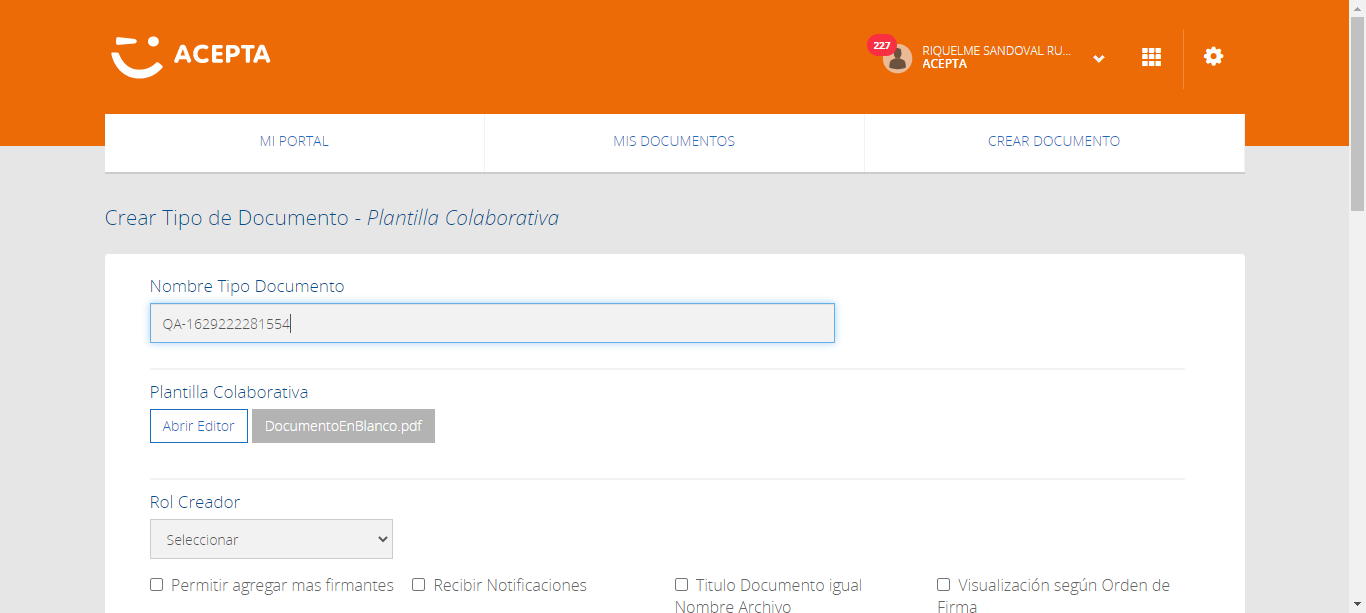 ACEPTA
227
RIQUELME SANDOVAL RU...
ACEPTA
MI PORTAL
MIS DOCUMENTOS
CREAR DOCUMENTO
Crear Tipo de Documento - Plantilla Colaborativa
Nombre Tipo Documento
QA-1629222281554
Plantilla Colaborativa
Abrir Editor
DocumentoEnBlanco.pdf
Rol Creador
Seleccionar
Permitir agregar mas firmantes
Recibir Notificaciones
Titulo Documento igual
Nombre Archivo
Visualización según Orden de
Firma